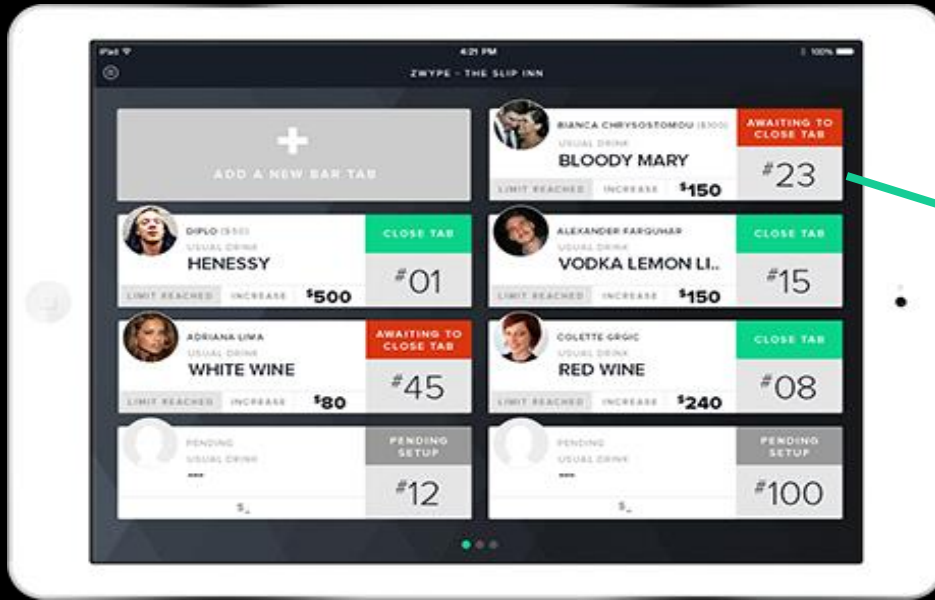 iPad
4:21 PM
100%
ZWYPE - THE SLIP INN
+
ADD A NEW BAR TAB
BIANCA CHRYSOSTOMOU ($300)
USUAL DRINK
BLOODY MARY
LIMIT REACHED INCREASE $150
AWAITING TO
CLOSE TAB
#23
DIPLO ($50)
USUAL DRINK
HENESSY
LIMIT REACHED INCREASE $500
CLOSE TAB
#01
ALEXANDER FARQUHAR
USUAL DRINK
VODKA LEMON LI..
LIMIT REACHED INCREASE $150
CLOSE TAB
#15
ADRIANA LIMA
USUAL DRINK
WHITE WINE
LIMIT REACHED INCREASE $80
AWAITING TO
CLOSE TAB
#45
COLETTE GRGIC
USUAL DRINK
RED WINE
LIMIT REACHED INCREASE $240
CLOSE TAB
#08
PENDING
USUAL DRINK
---
$_
PENDING
SETUP
#12
PENDING
USUAL DRINK
---
$_
PENDING
SETUP
#100